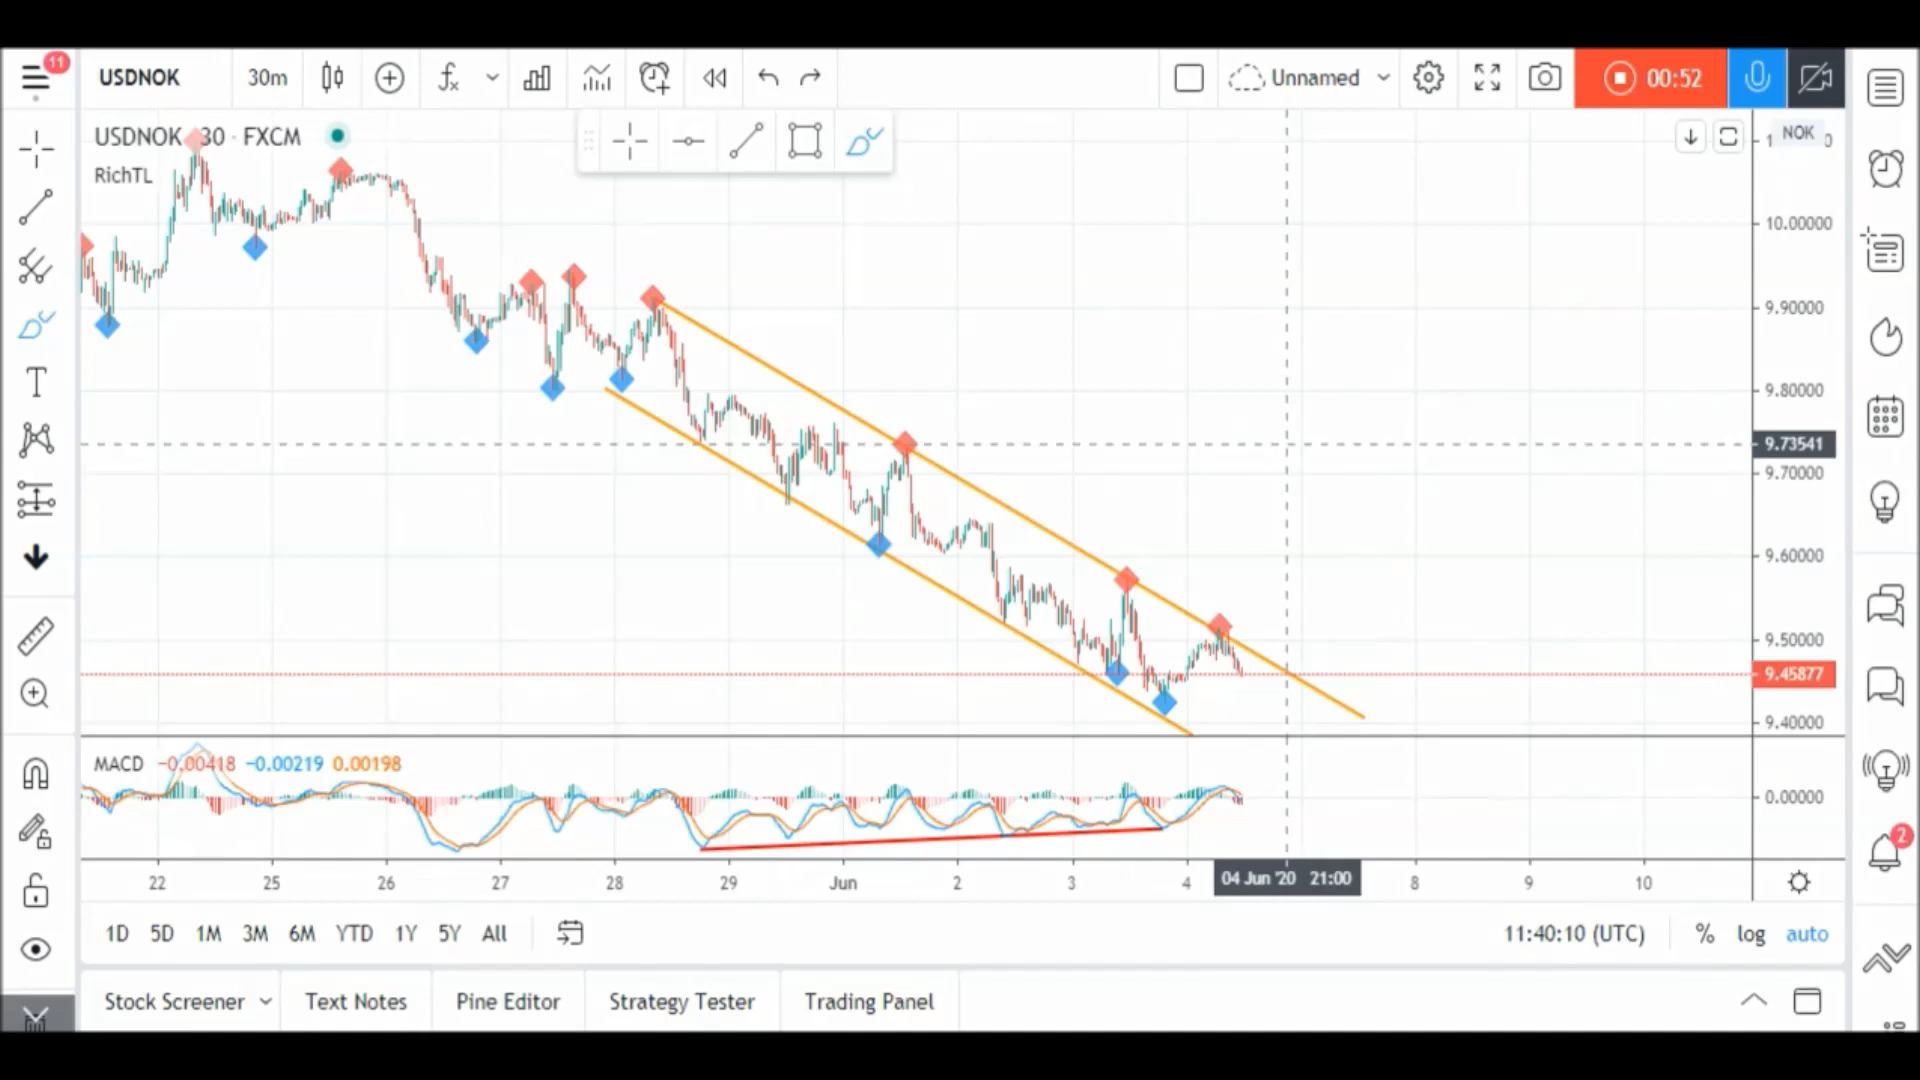 11
USDNOK
30m
Unnamed
00:52
USDNOK 30 · FXCM
NOK
RichTL
10.00000
9.90000
9.80000
9.73541
9.70000
9.60000
9.50000
9.45877
9.40000
MACD −0.00418 −0.00219 0.00198
0.00000
2
22 25 26 27 28 29 Jun 2 3 4 04 Jun '20 21:00 8 9 10
1D 5D 1M 3M 6M YTD 1Y 5Y All
11:40:10 (UTC) % log auto
Stock Screener Text Notes Pine Editor Strategy Tester Trading Panel